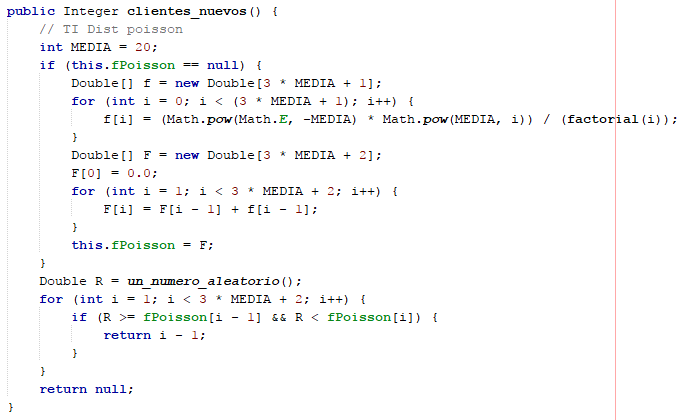 public Integer clientes_nuevos() {
    // TI Dist poisson
    int MEDIA = 20;
    if (this.fPoisson == null) {
        Double[] f = new Double[3 * MEDIA + 1];
        for (int i = 0; i < (3 * MEDIA + 1); i++) {
            f[i] = (Math.pow(Math.E, -MEDIA) * Math.pow(MEDIA, i)) / (factorial(i));
        }
        Double[] F = new Double[3 * MEDIA + 2];
        F[0] = 0.0;
        for (int i = 1; i < 3 * MEDIA + 2; i++) {
            F[i] = F[i - 1] + f[i - 1];
        }
        this.fPoisson = F;
    }
    Double R = un_numero_aleatorio();
    for (int i = 1; i < 3 * MEDIA + 2; i++) {
        if (R >= fPoisson[i - 1] && R < fPoisson[i]) {
            return i - 1;
        }
    }
    return null;
}